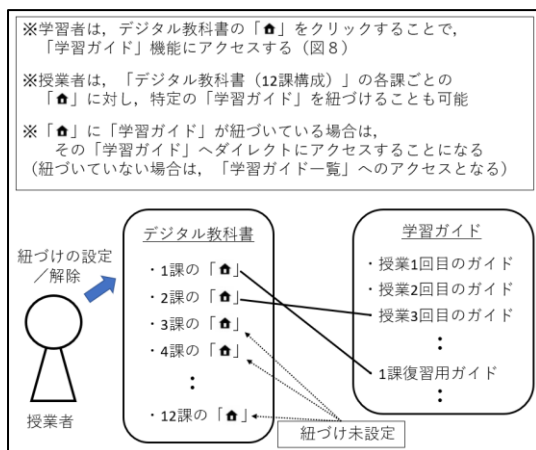 ※学習者は，デジタル教科書の「🏠」をクリックすることで，
「学習ガイド」機能にアクセスする（図８）
※授業者は，「デジタル教科書（12課構成）」の各課ごとの
「🏠」に対し，特定の「学習ガイド」を紐づけることも可能
※「🏠」に「学習ガイド」が紐づいている場合は，
その「学習ガイド」へダイレクトにアクセスすることになる
（紐づいていない場合は，「学習ガイド一覧」へのアクセスとなる）
紐づけの設定
／解除
授業者
デジタル教科書
・1課の「🏠」
・2課の「🏠」
・3課の「🏠」
・4課の「🏠」
：
・12課の「🏠」
学習ガイド
・授業1回目のガイド
・授業2回目のガイド
授業3回目のガイド
：
1課復習用ガイド
：
紐づけ未設定